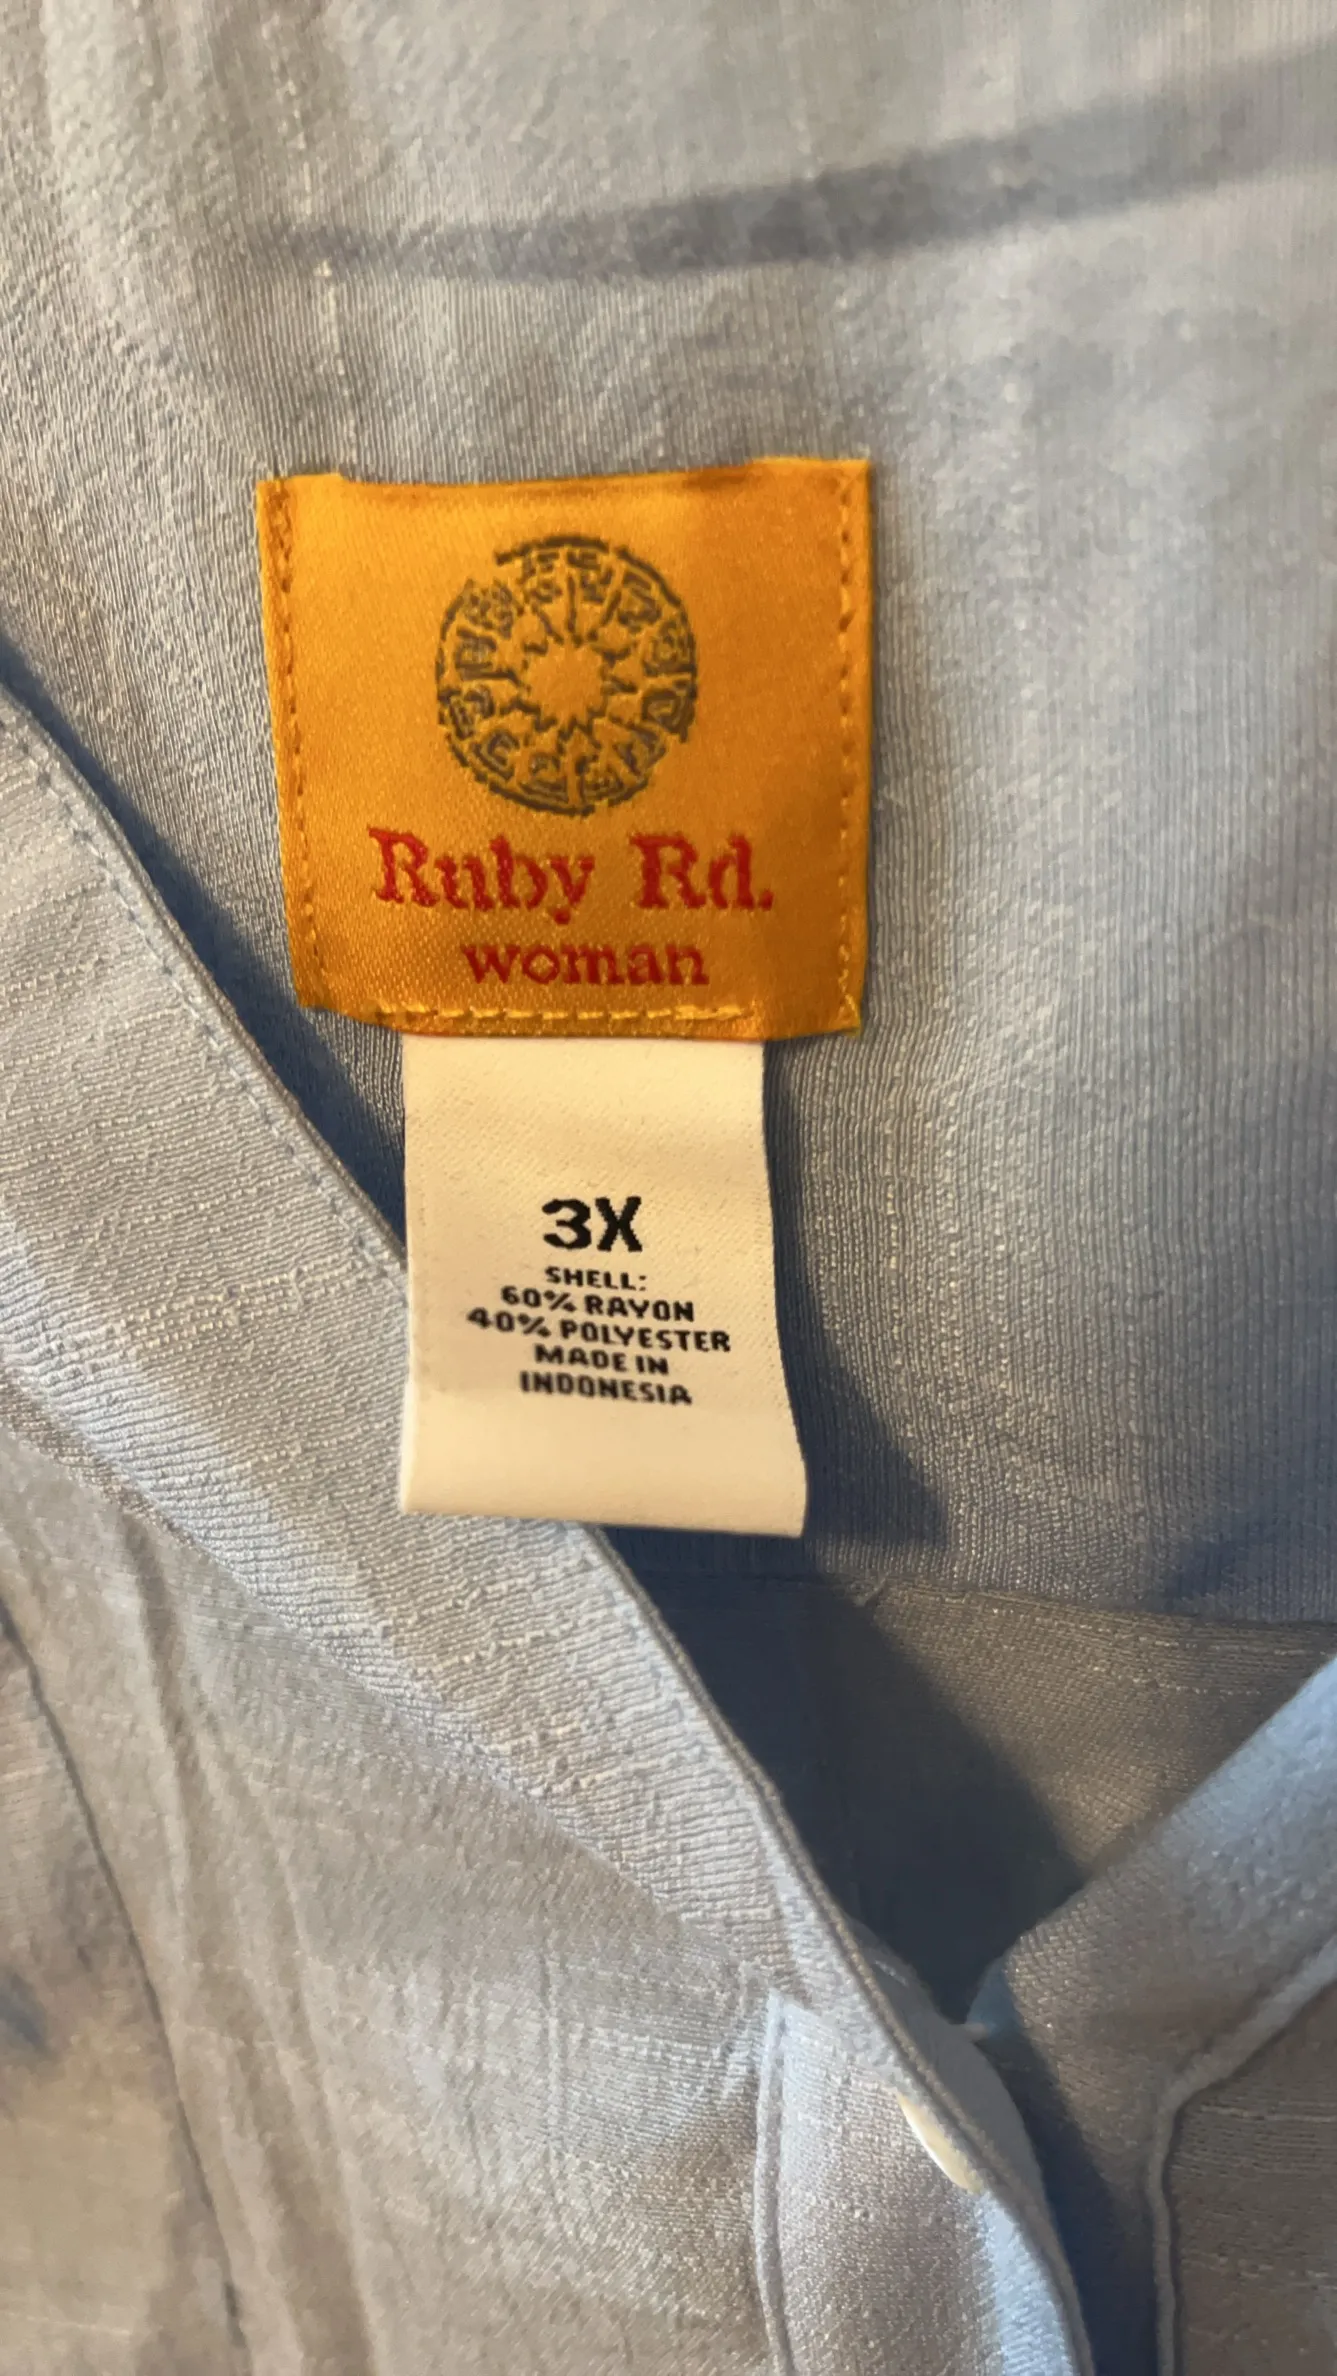 Ruby Rd.
woman
3X
SHELL:
60% RAYON
40% POLYESTER
MADE IN
INDONESIA